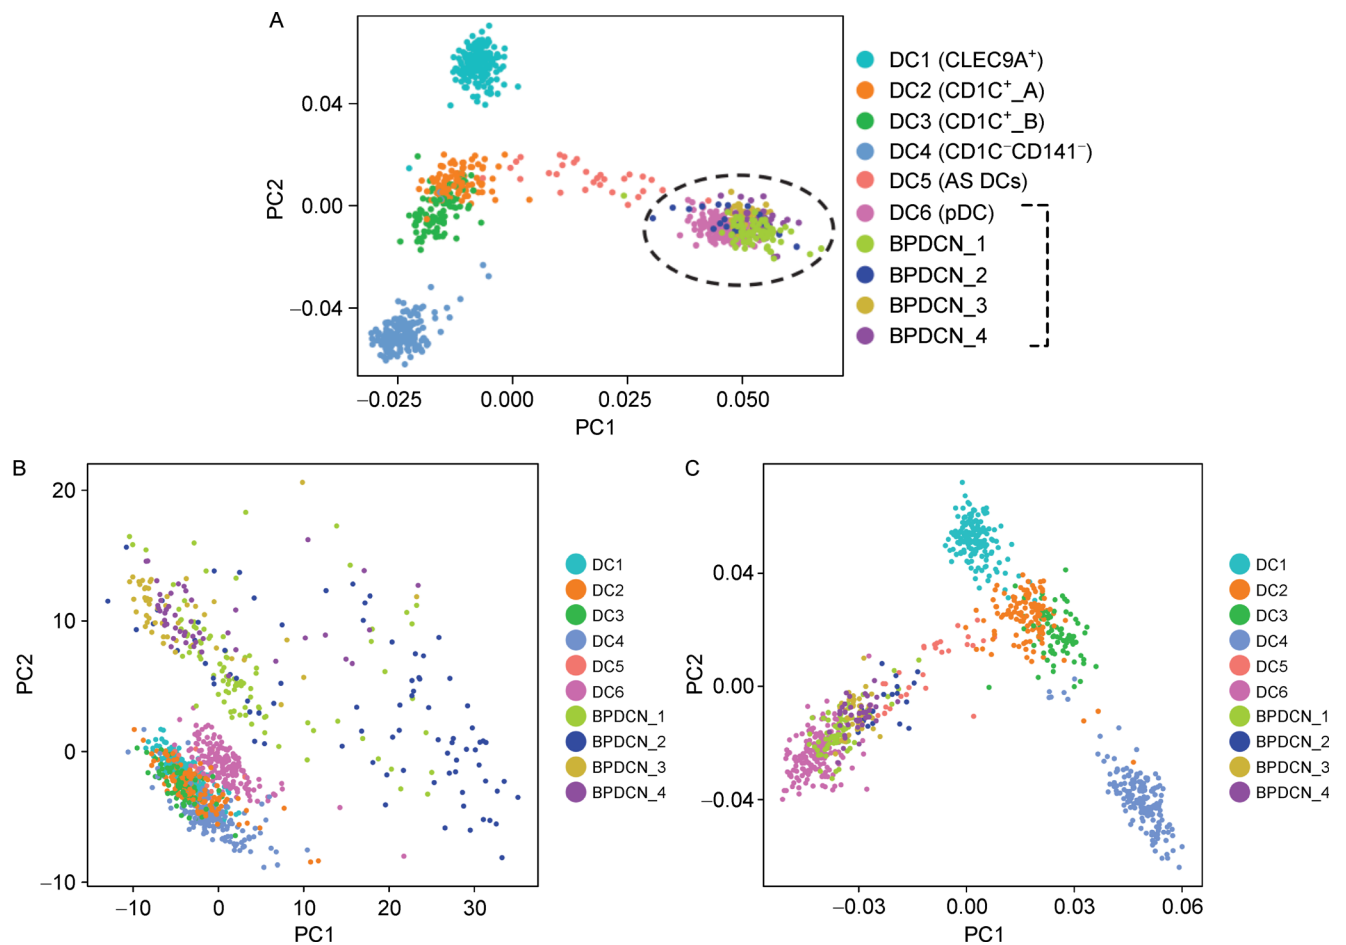 A
0.04
0.00
−0.04
PC2
−0.025
0.000
0.025
0.050
PC1
DC1 (CLEC9A⁺)
DC2 (CD1C⁺_A)
DC3 (CD1C⁺_B)
DC4 (CD1C⁻CD141⁻)
DC5 (AS DCs)
DC6 (pDC)
BPDCN_1
BPDCN_2
BPDCN_3
BPDCN_4
B
20
10
0
−10
PC2
−10
0
10
20
30
PC1
DC1
DC2
DC3
DC4
DC5
DC6
BPDCN_1
BPDCN_2
BPDCN_3
BPDCN_4
C
0.04
0.00
−0.04
PC2
−0.03
0.00
0.03
0.06
PC1
DC1
DC2
DC3
DC4
DC5
DC6
BPDCN_1
BPDCN_2
BPDCN_3
BPDCN_4